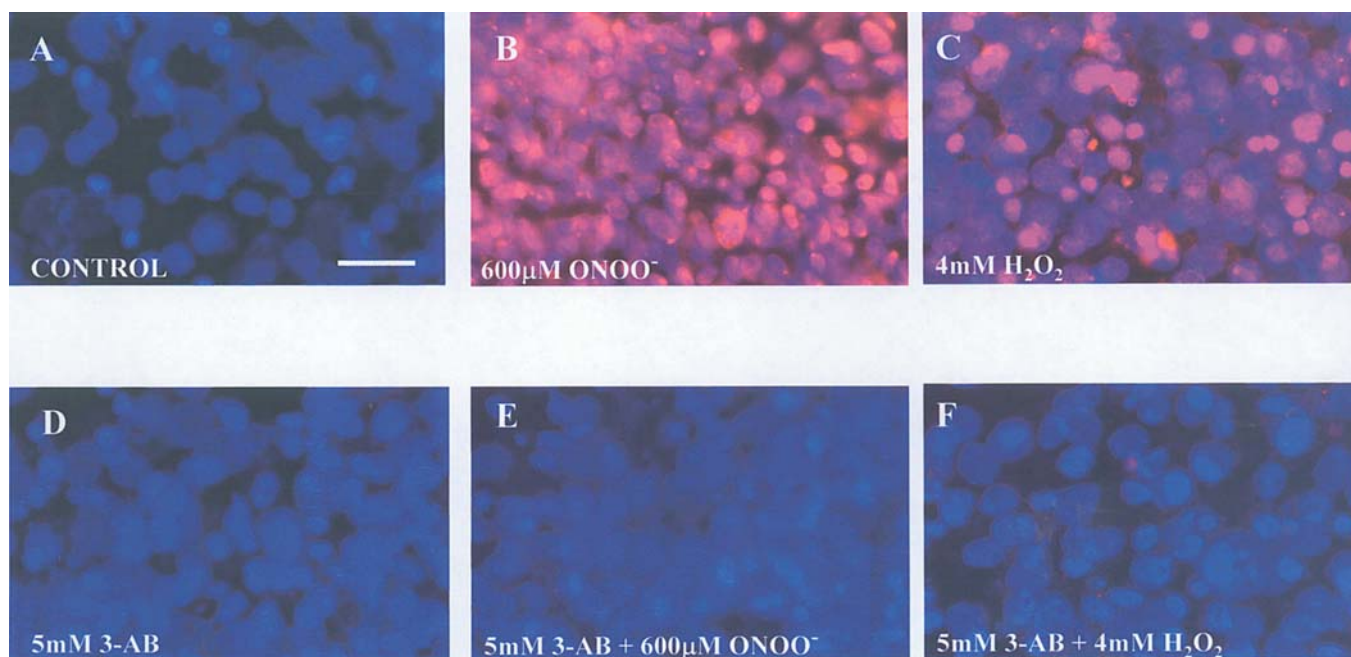 A
B
C
CONTROL
600μM ONOO⁻
4mM H₂O₂
D
E
F
5mM 3-AB
5mM 3-AB + 600μM ONOO⁻
5mM 3-AB + 4mM H₂O₂